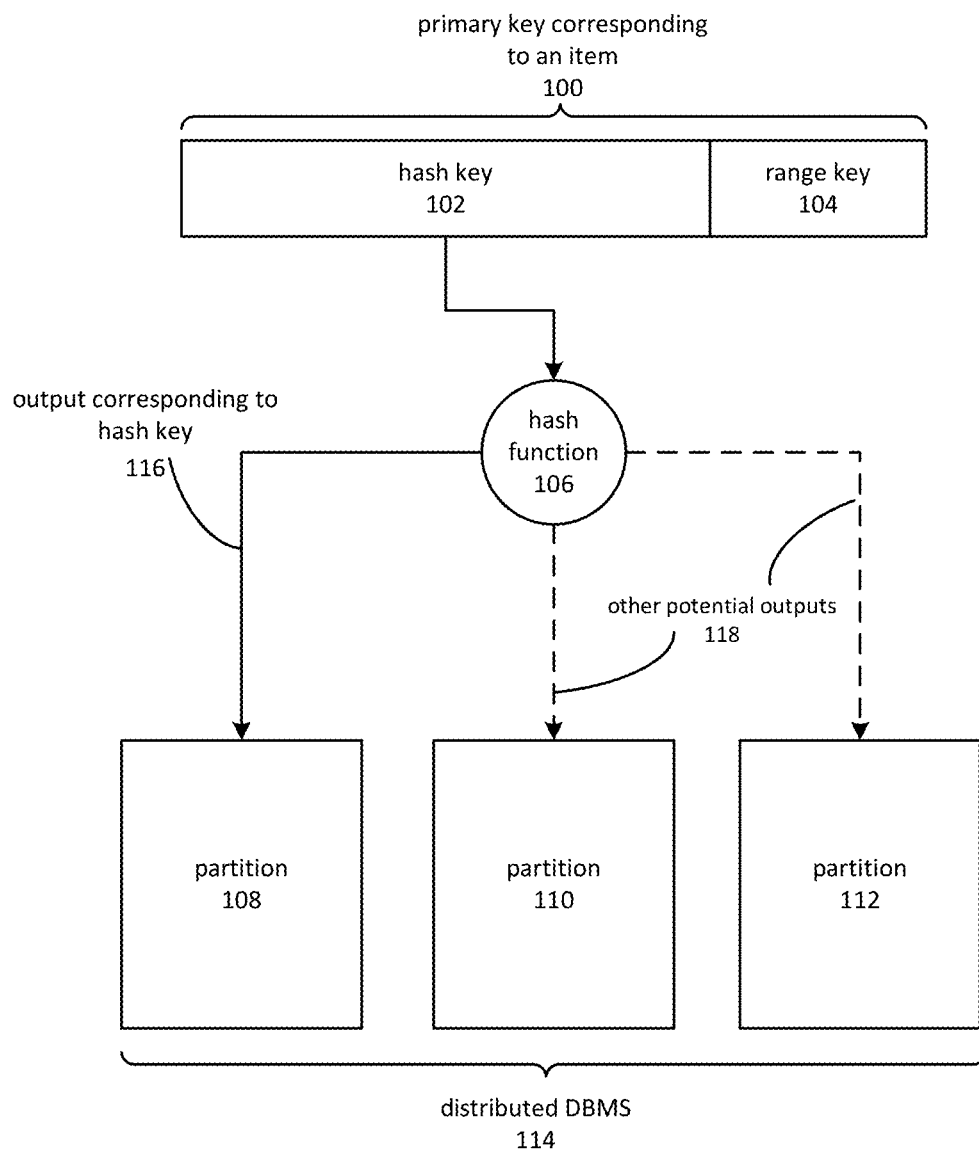 primary key corresponding
to an item
100
hash key
102
range key
104
output corresponding to
hash key
116
hash
function
106
other potential outputs
118
partition
108
partition
110
partition
112
distributed DBMS
114